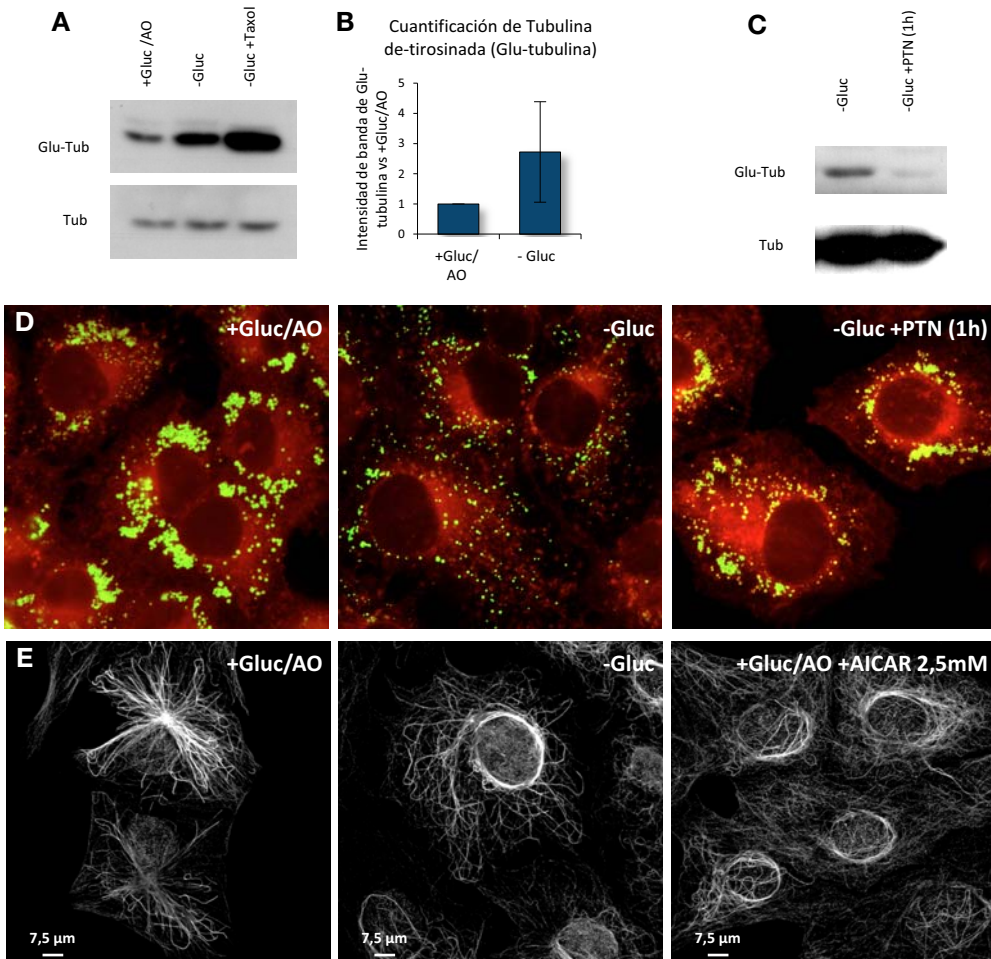 A
+Gluc /AO
-Gluc
-Gluc +Taxol
Glu-Tub
Tub
B
Cuantificación de Tubulina
de-tirosinada (Glu-tubulina)
Intensidad de banda de Glu-
tubulina vs +Gluc/AO
5
4
3
2
1
0
+Gluc/
AO
- Gluc
C
-Gluc
-Gluc +PTN (1h)
Glu-Tub
Tub
D
+Gluc/AO
-Gluc
-Gluc +PTN (1h)
E
+Gluc/AO
-Gluc
+Gluc/AO +AICAR 2,5mM
7,5 µm
7,5 µm
7,5 µm